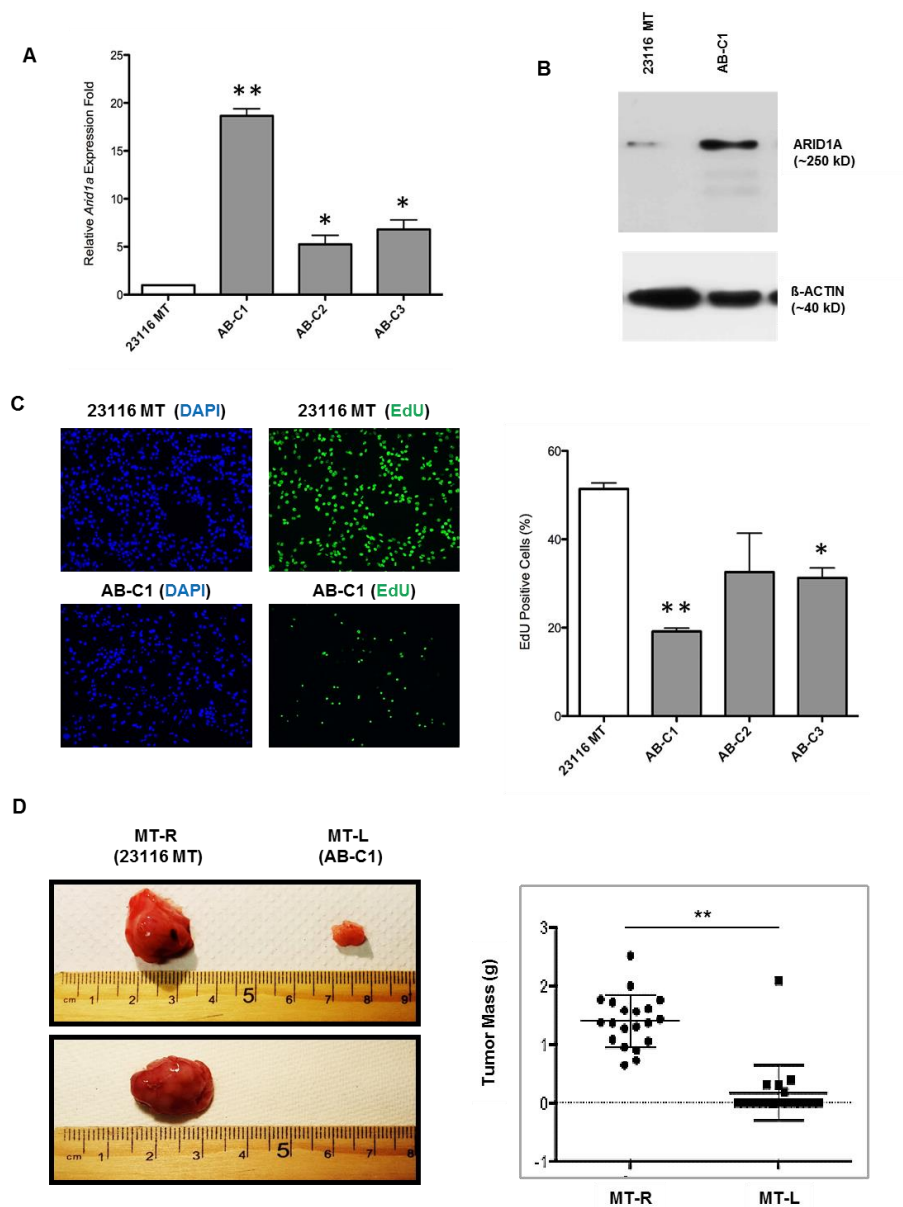 A
25
20
15
10
5
0
Relative Arid1a Expression Fold
**
*
*
23116 MT
AB-C1
AB-C2
AB-C3
B
23116 MT
AB-C1
ARID1A
(~250 kD)
ß-ACTIN
(~40 kD)
C
23116 MT (DAPI)
23116 MT (EdU)
AB-C1 (DAPI)
AB-C1 (EdU)
60
40
20
0
EdU Positive Cells (%)
**
*
23116 MT
AB-C1
AB-C2
AB-C3
D
MT-R
(23116 MT)
MT-L
(AB-C1)
cm 1 2 3 4 5 6 7 8 9
cm 1 2 3 4 5 6 7 8
3
2
1
0
-1
Tumor Mass (g)
**
MT-R
MT-L